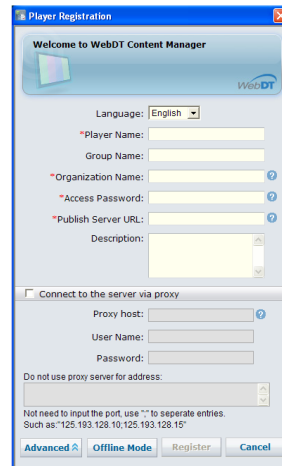 Player Registration
Welcome to WebDT Content Manager
WebDT
Language: English
*Player Name:
Group Name:
*Organization Name:
*Access Password:
*Publish Server URL:
Description:
Connect to the server via proxy
Proxy host:
User Name:
Password:
Do not use proxy server for address:
Not need to input the port, use ";" to seperate entries.
Such as:"125.193.128.10;125.193.128.15"
Advanced Offline Mode Register Cancel